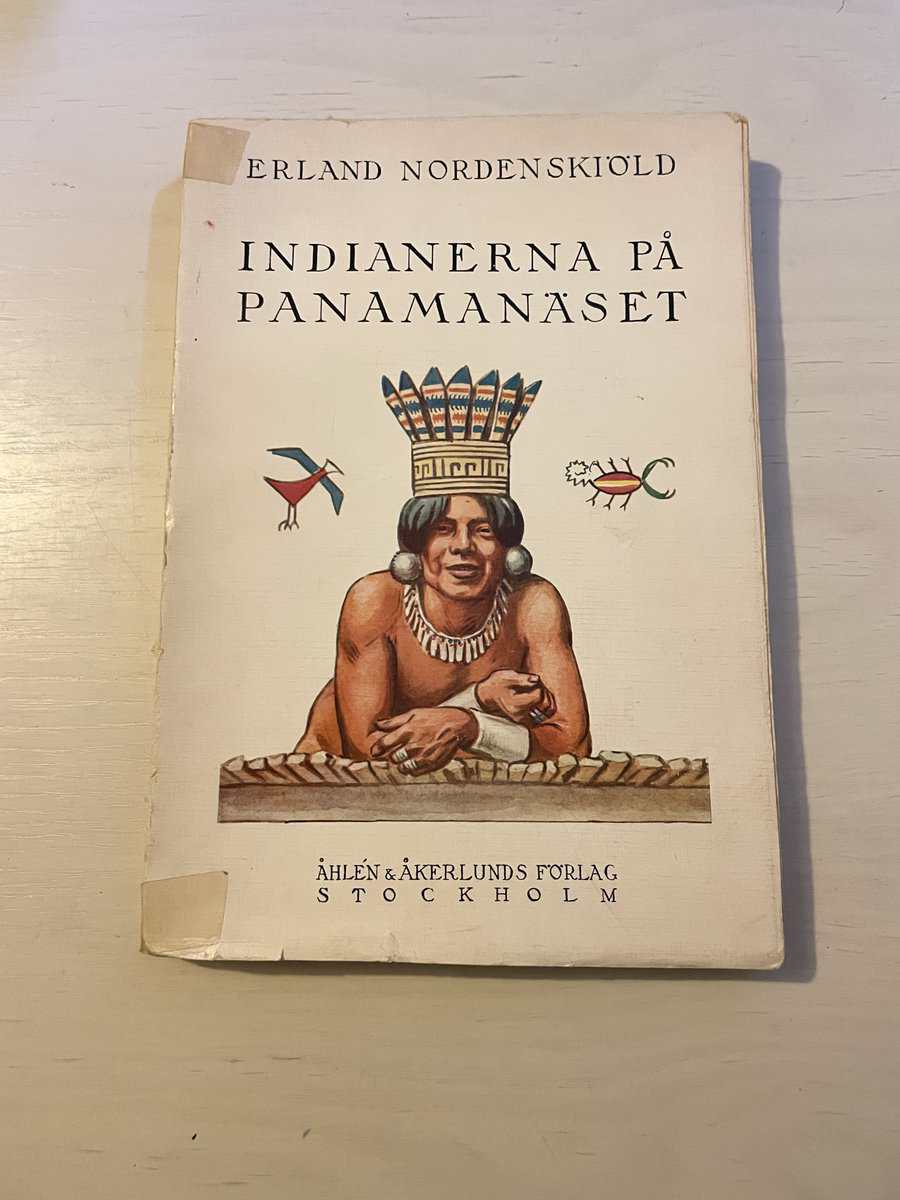 ERLAND NORDENSKIÖLD
INDIANERNA PÅ
PANAMANÄSET
ÅHLÉN & ÅKERLUNDS FÖRLAG
STOCKHOLM